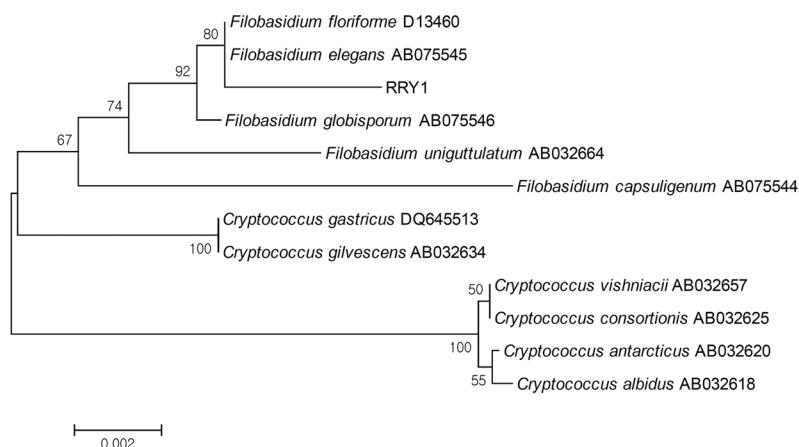 Filobasidium floriforme D13460
80
Filobasidium elegans AB075545
92
RRY1
74
Filobasidium globisporum AB075546
67
Filobasidium uniguttulatum AB032664
Filobasidium capsuligenum AB075544
Cryptococcus gastricus DQ645513
100
Cryptococcus gilvescens AB032634
Cryptococcus vishniacii AB032657
50
Cryptococcus consortionis AB032625
100
Cryptococcus antarcticus AB032620
55
Cryptococcus albidus AB032618
0.002